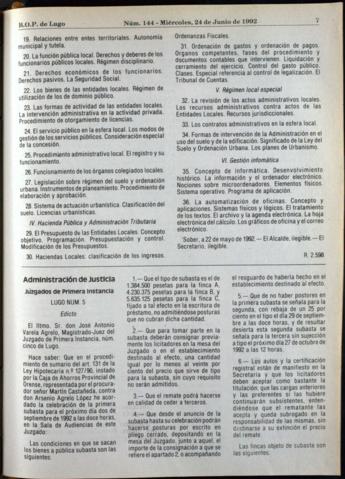 B.O.P. de Lugo
Núm. 144 - Miércoles, 24 de Junio de 1992
7
19. Relaciones entre entes territoriales. Autonomía
municipal y tutela.
20. La función pública local. Derechos y deberes de los
funcionarios públicos locales. Régimen disciplinario.
21. Derechos económicos de los funcionarios.
Derechos pasivos. La Seguridad Social.
22. Los bienes de las entidades locales. Régimen de
utilización de los de dominio público.
23. Las formas de actividad de las entidades locales.
La intervención administrativa en la actividad privada.
Procedimiento de otorgamiento de licencias.
24. El servicio público en la esfera local. Los modos de
gestión de los servicios públicos. Consideración especial
de la concesión.
25. Procedimiento administrativo local. El registro y su
funcionamiento.
26. Funcionamiento de los órganos colegiados locales.
27. Legislación sobre régimen del suelo y ordenación
urbana. Instrumentos de planeamiento. Procedimiento de
elaboración y aprobación.
28. Sistema de actuación urbanística. Clasificación del
suelo. Licencias urbanísticas.
IV. Hacienda Pública y Administración Tributaria
29. El Presupuesto de las Entidades Locales. Concepto
objetivo. Programación. Presupuestación y control.
Modificación de los Presupuestos.
30. Haciendas Locales: clasificación de los ingresos.
Ordenanzas Fiscales.
31. Ordenación de gastos y ordenación de pagos.
Organos competentes, fases del procedimiento y
documentos contables que intervienen. Liquidación y
cerramiento del ejercicio. Control del gasto público.
Clases. Especial referencia al control de legalización. El
Tribunal de Cuentas.
V. Régimen local especial
32. La revisión de los actos administrativos locales.
Los recursos administrativos contra actos de las
Entidades Locales. Recursos jurisdiccionales.
33. Los contratos administrativos en la esfera local.
34. Formas de intervención de la Administración en el
uso del suelo y de la edificación. Significado de la Ley del
Suelo y Ordenación Urbana. Los planes de Urbanismo.
VI. Gestión infomática
35. Concepto de informática. Desenvolvimiento
histórico. La información y el ordenador electrónico.
Nociones sobre microordenadores. Elementos físicos.
Sistema operativo. Programa de aplicación.
36. La automatización de oficinas. Concepto y
aplicaciones. Sistemas físicos y lógicos. El tratamiento
de los textos. El archivo y la agenda electrónica. La hoja
electrónica del cálculo. Los gráficos de oficina y el correo
electrónico.
Sober, a 22 de mayo de 1992.— El Alcalde, ilegible.— El
Secretario, ilegible.
R. 2.598
Administración de Justicia
Juzgados de Primera Instancia
LUGO NUM. 5
Edicto
El Iltmo. Sr. don José Antonio
Varela Agrelo, Magistrado-Juez del
Juzgado de Primera Instancia, núm.
cinco de Lugo.
Hace saber: Que en el procedi-
miento de sumario del art. 131 de la
Ley Hipotecaria n.º 127/90, instado
por la Caja de Ahorros Provincial de
Orense, representada por el procura-
dor señor Martín Castañeda, contra
don Arsenio Agrelo López he acor-
dado la celebración de la primera
subasta para el próximo día dos de
septiembre de 1992 a las doce horas,
en la Sala de Audiencias de este
Juzgado.
Las condiciones en que se sacan
los bienes a pública subasta son las
siguientes:
1.— Que el tipo de subasta es el de
1.384.500 pesetas para la finca A,
4.230.375 pesetas para la finca B, y
5.635.125 pesetas para la finca C,
fijado a tal efecto en la escritura de
préstamo, no admitiéndose posturas
que no cubran dicha cantidad.
2.— Que para tomar parte en la
subasta deberán consignar previa-
mente los licitadores en la mesa del
Juzgado o en el establecimiento
destinado al efecto, una cantidad
igual por lo menos al veinte por
ciento del precio que sirve de tipo
para la subasta, sin cuyo requisito
no serán admitidos.
3.— Que el remate podrá hacerse
en calidad de ceder a terceros.
4.— Que desde el anuncio de la
subasta hasta su celebración podrán
hacerse posturas por escrito en
pliego cerrado, depositando en la
mesa del Juzgado, junto a aquel, el
importe de la consignación a que se
refiere el apartado 2, o acompañando
el resguardo de haberla hecho en el
establecimiento destinado al efecto.
5.— Que de no haber postores en
la primera subasta se señala para la
segunda, con rebaja de un 25 por
ciento en el tipo el día 29 de septiem-
bre a las doce horas, y de resultar
desierta esta segunda subasta se
señala para la tercera sin sujección
a tipo el próximo día 27 de octubre de
1992 a las 12 horas.
6.— Los autos y la certificación
registral están de manifiesto en la
Secretaría y que los licitadores
deben aceptar como bastante la
titulación, que las cargas anteriores
y las preferentes si las hubiere
continuarán subsistentes, enten-
diéndose que el rematante las
acepta y queda subrogado en la
responsabilidad de las mismas, sin
dstinarse a su extinción el precio
del remate.
Las fincas objeto de subasta son
las siguientes: